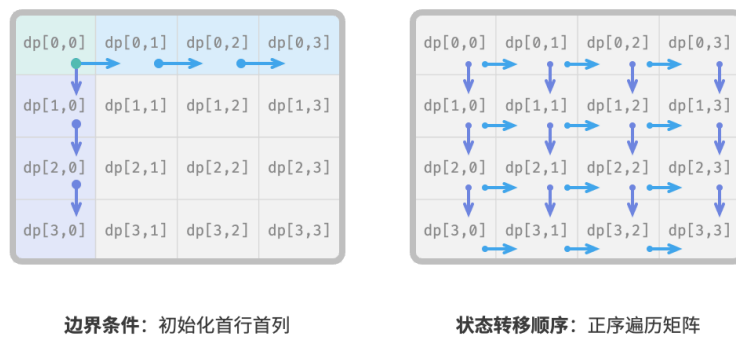 dp[0,0] dp[0,1] dp[0,2] dp[0,3]
dp[1,0] dp[1,1] dp[1,2] dp[1,3]
dp[2,0] dp[2,1] dp[2,2] dp[2,3]
dp[3,0] dp[3,1] dp[3,2] dp[3,3]
边界条件：初始化首行首列
dp[0,0] dp[0,1] dp[0,2] dp[0,3]
dp[1,0] dp[1,1] dp[1,2] dp[1,3]
dp[2,0] dp[2,1] dp[2,2] dp[2,3]
dp[3,0] dp[3,1] dp[3,2] dp[3,3]
状态转移顺序：正序遍历矩阵